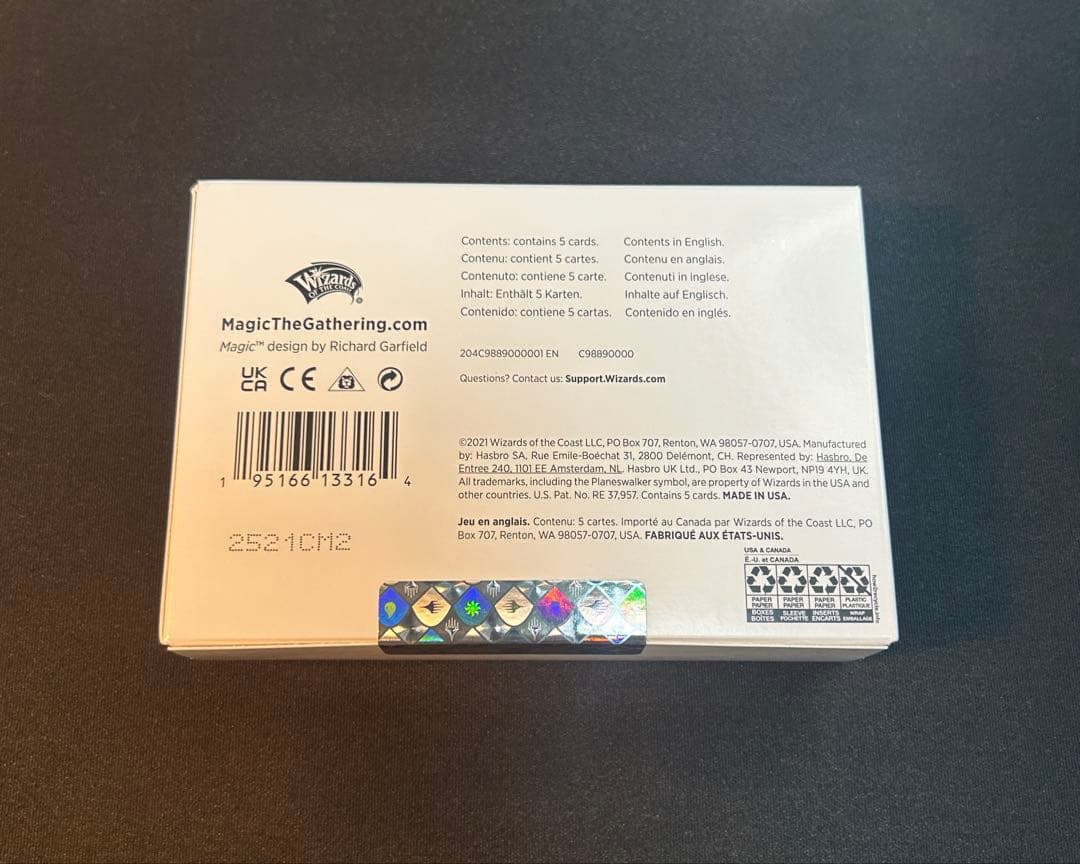 Wizards
OF THE COAST
®
MagicTheGathering.com
Magic™ design by Richard Garfield
UK
CA CE
1 95166 13316 4
2521CM2
Contents: contains 5 cards. Contents in English.
Contenu: contient 5 cartes. Contenu en anglais.
Contenuto: contiene 5 carte. Contenuti in inglese.
Inhalt: Enthält 5 Karten. Inhalte auf Englisch.
Contenido: contiene 5 cartas. Contenido en inglés.
204C9889000001 EN C98890000
Questions? Contact us: Support.Wizards.com
©2021 Wizards of the Coast LLC, PO Box 707, Renton, WA 98057-0707, USA. Manufactured
by: Hasbro SA, Rue Emile-Boéchat 31, 2800 Delémont, CH. Represented by: Hasbro, De
Entree 240, 1101 EE Amsterdam, NL. Hasbro UK Ltd., PO Box 43 Newport, NP19 4YH, UK.
All trademarks, including the Planeswalker symbol, are property of Wizards in the USA and
other countries. U.S. Pat. No. RE 37,957. Contains 5 cards. MADE IN USA.
Jeu en anglais. Contenu: 5 cartes. Importé au Canada par Wizards of the Coast LLC, PO
Box 707, Renton, WA 98057-0707, USA. FABRIQUÉ AUX ÉTATS-UNIS.
USA & CANADA
É.-U. et CANADA
PAPER PAPER PAPER PLASTIC
PAPIER PAPIER PAPIER PLASTIQUE
BOXES SLEEVE INSERTS WRAP
BOÎTES POCHETTE ENCARTS EMBALLAGE
how2recycle.info